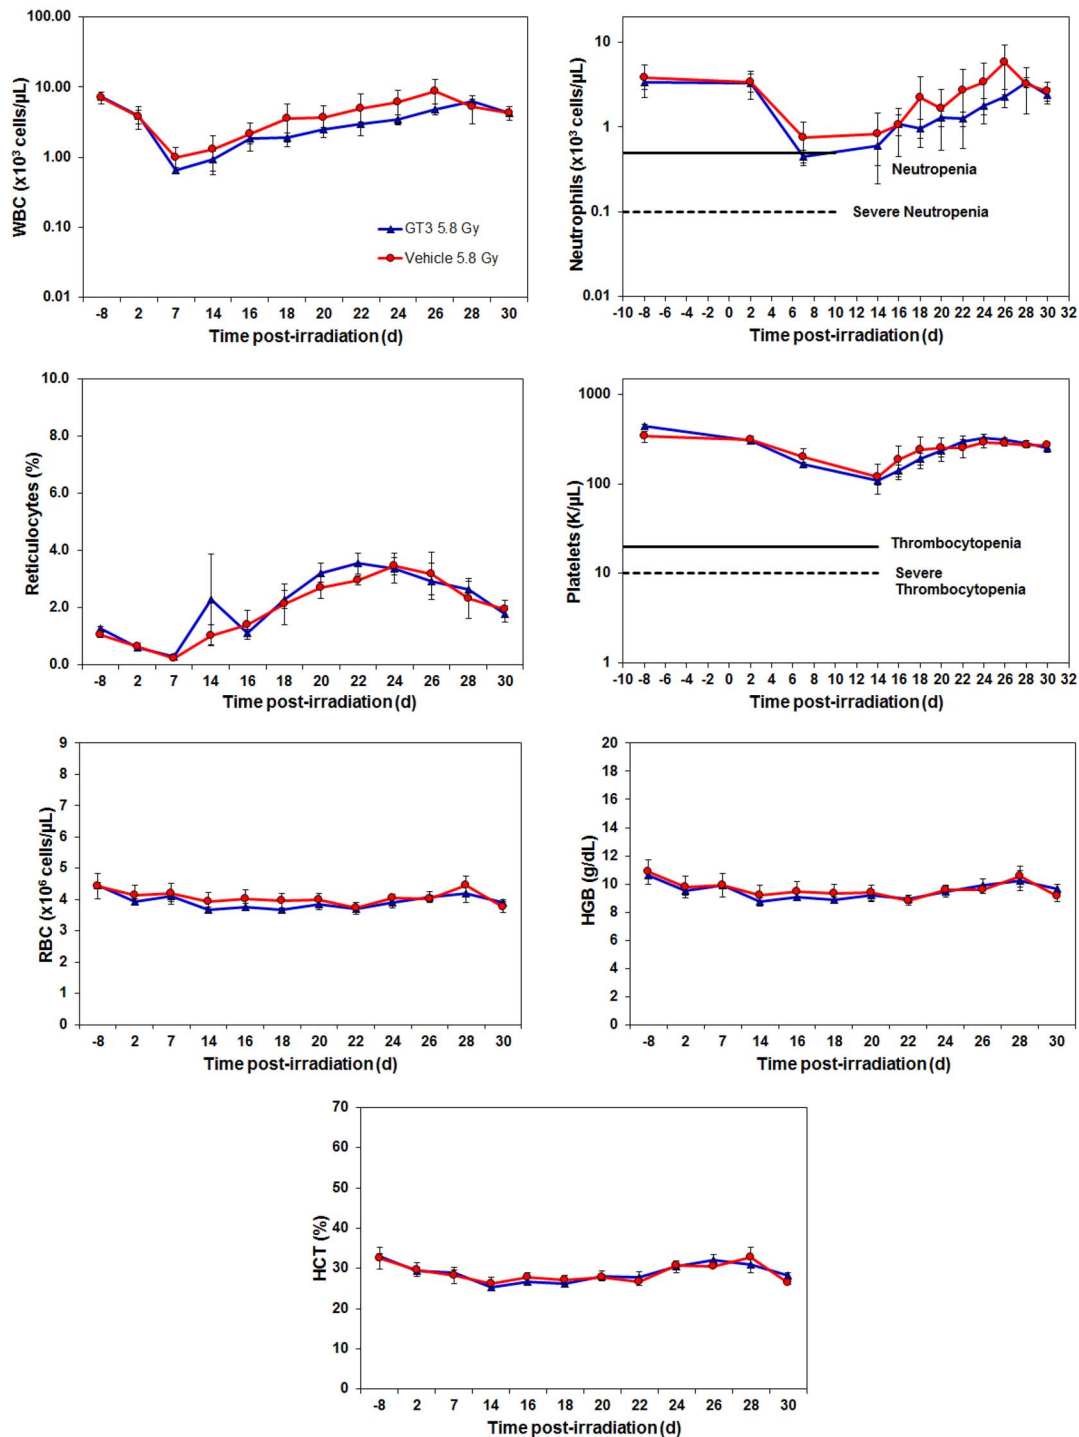 100.00
10.00
1.00
0.10
0.01
WBC (x10³ cells/µL)
GT3 5.8 Gy
Vehicle 5.8 Gy
-8 2 7 14 16 18 20 22 24 26 28 30
Time post-irradiation (d)
10
1
0.1
0.01
Neutrophils (x10³ cells/µL)
Neutropenia
Severe Neutropenia
-10 -8 -6 -4 -2 0 2 4 6 8 10 12 14 16 18 20 22 24 26 28 30 32
Time post-irradiation (d)
10.0
8.0
6.0
4.0
2.0
0.0
Reticulocytes (%)
-8 2 7 14 16 18 20 22 24 26 28 30
Time post-irradiation (d)
1000
100
10
1
Platelets (K/µL)
Thrombocytopenia
Severe
Thrombocytopenia
-10 -8 -6 -4 -2 0 2 4 6 8 10 12 14 16 18 20 22 24 26 28 30 32
Time post-irradiation (d)
9
8
7
6
5
4
3
2
1
0
RBC (x10⁶ cells/µL)
-8 2 7 14 16 18 20 22 24 26 28 30
Time post-irradiation (d)
20
18
16
14
12
10
8
6
4
2
0
HGB (g/dL)
-8 2 7 14 16 18 20 22 24 26 28 30
Time post-irradiation (d)
70
60
50
40
30
20
10
0
HCT (%)
-8 2 7 14 16 18 20 22 24 26 28 30
Time post-irradiation (d)